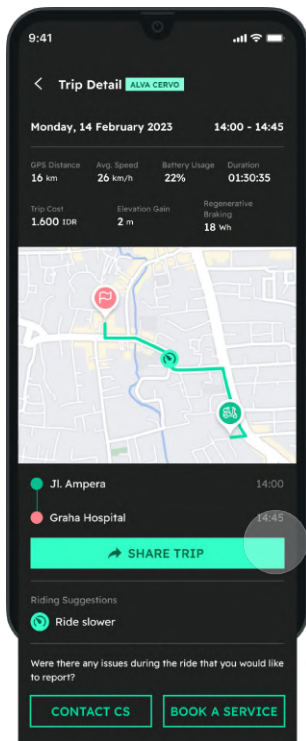 9:41
Trip Detail ALVA CERVO
Monday, 14 February 2023 14:00 - 14:45
GPS Distance Avg. Speed Battery Usage Duration
16 km 26 km/h 22% 01:30:35
Trip Cost Elevation Gain Regenerative Braking
1.600 IDR 2 m 18 Wh
Jl. Ampera 14:00
Graha Hospital 14:45
SHARE TRIP
Riding Suggestions
Ride slower
Were there any issues during the ride that you would like
to report?
CONTACT CS BOOK A SERVICE